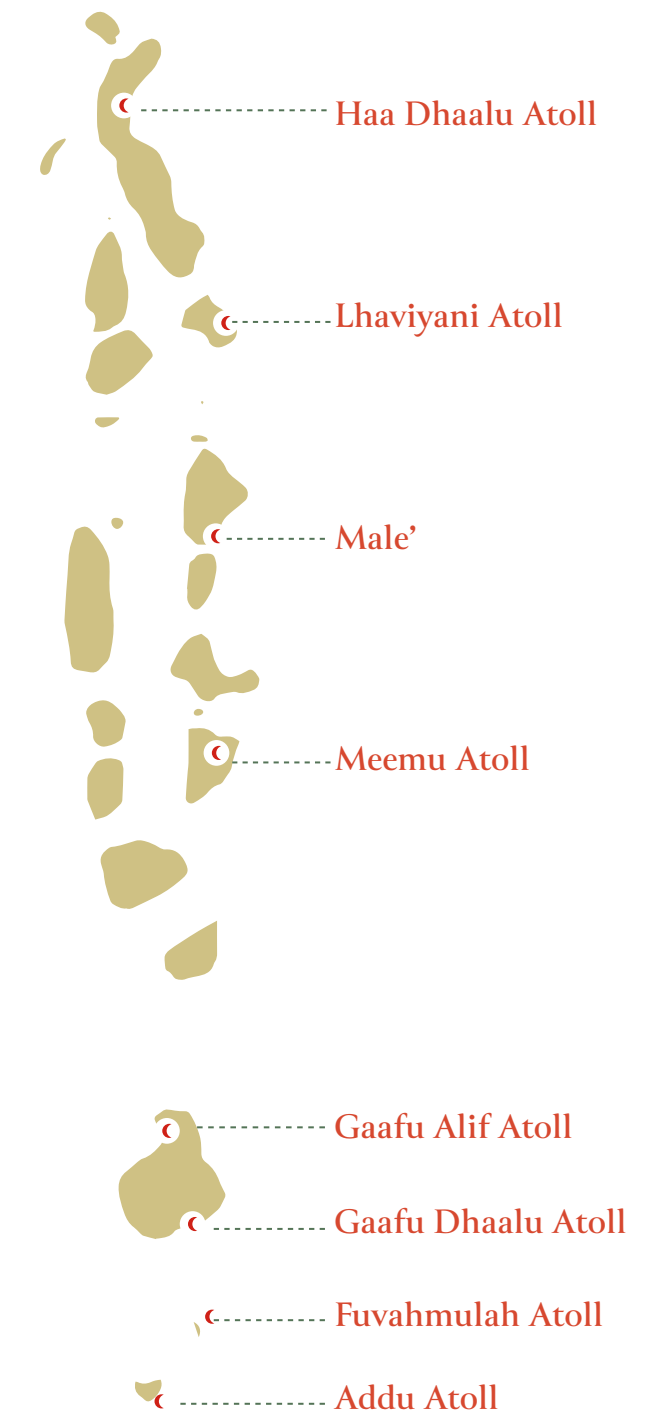 Haa Dhaalu Atoll
Lhaviyani Atoll
Male’
Meemu Atoll
Gaafu Alif Atoll
Gaafu Dhaalu Atoll
Fuvahmulah Atoll
Addu Atoll